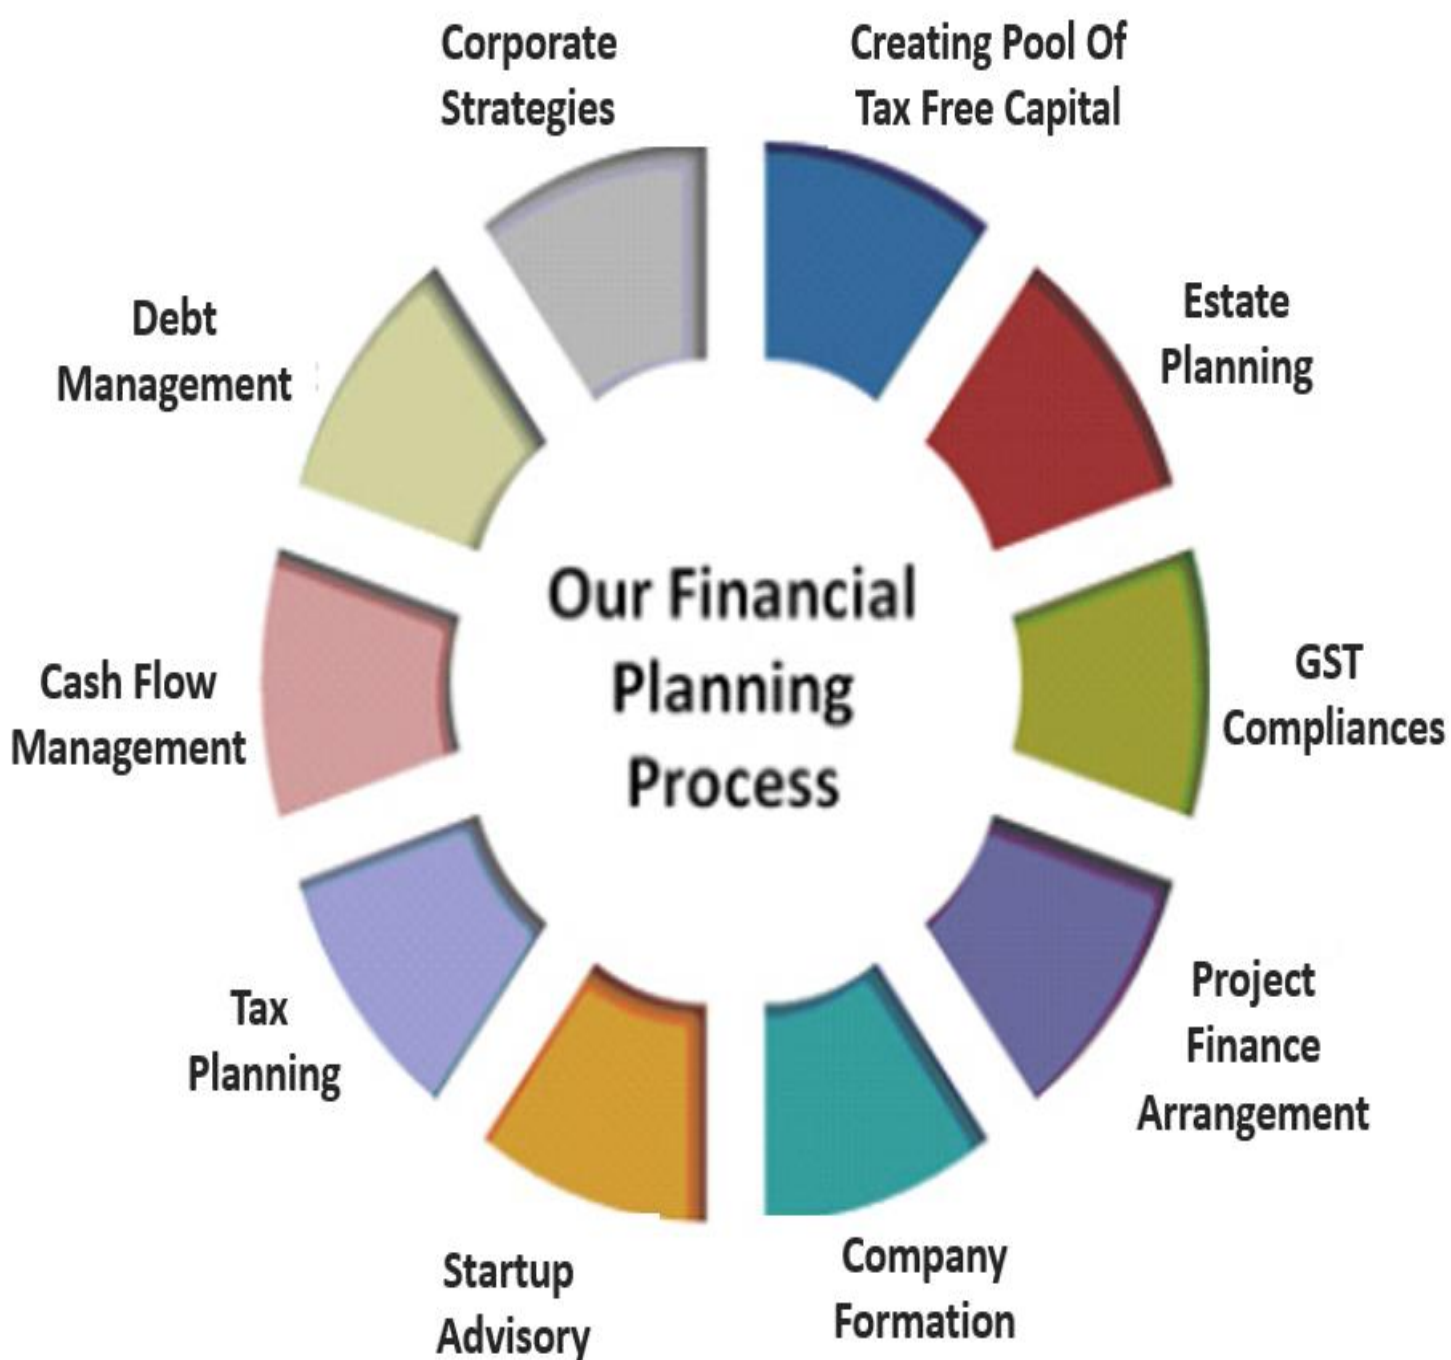 Corporate
Strategies
Creating Pool Of
Tax Free Capital
Estate
Planning
GST
Compliances
Project
Finance
Arrangement
Company
Formation
Startup
Advisory
Tax
Planning
Cash Flow
Management
Debt
Management
Our Financial
Planning
Process